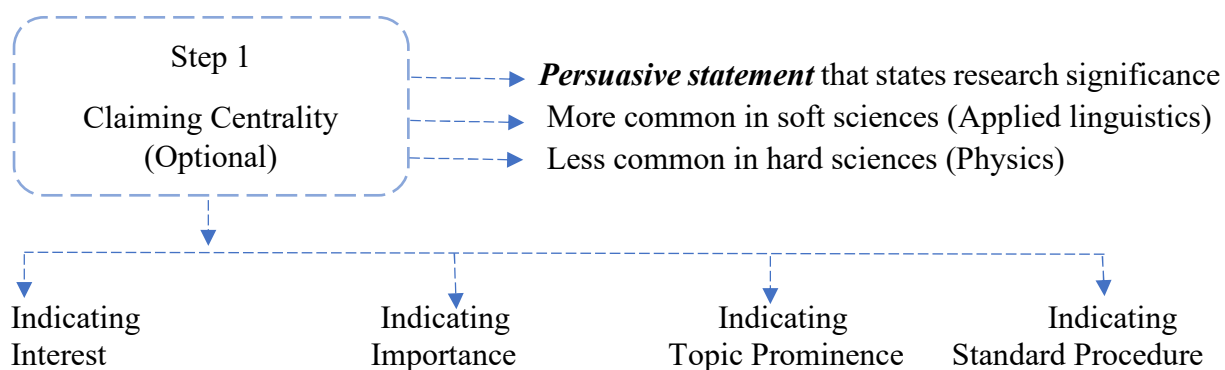 Step 1
Claiming Centrality
(Optional)
Persuasive statement that states research significance
More common in soft sciences (Applied linguistics)
Less common in hard sciences (Physics)
Indicating
Interest
Indicating
Importance
Indicating
Topic Prominence
Indicating
Standard Procedure